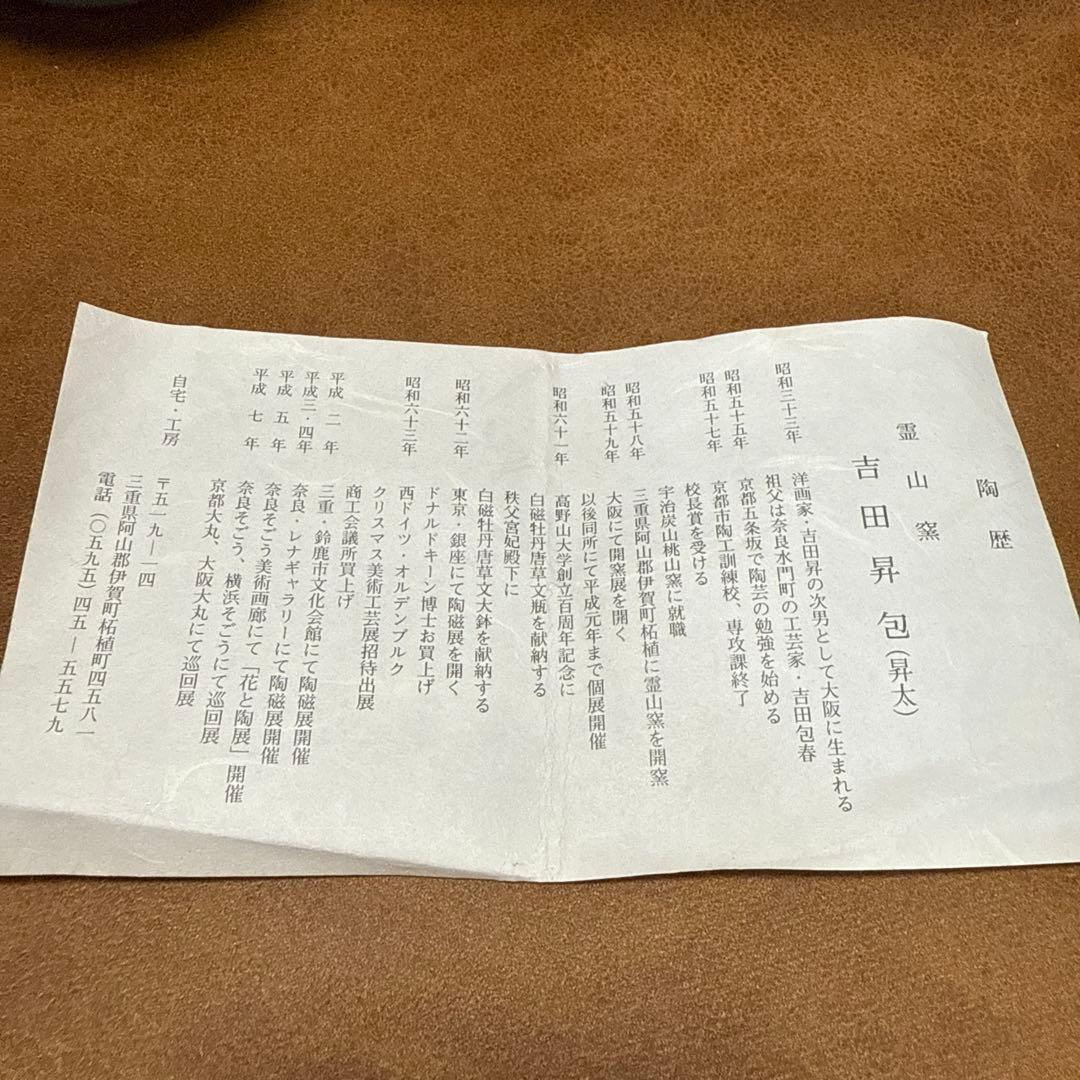 陶歴
霊山窯
吉田昇包(昇太)
昭和三十三年 洋画家・吉田昇の次男として大阪に生まれる
祖父は奈良水門町の工芸家・吉田包春
昭和五十五年 京都五条坂で陶芸の勉強を始める
昭和五十七年 京都市陶工訓練校、専攻課終了
校長賞を受ける
宇治炭山桃山窯に就職
昭和五十八年 三重県阿山郡伊賀町柘植に霊山窯を開窯
昭和五十九年 大阪にて開窯展を開く
以後同所にて平成元年まで個展開催
昭和六十一年 高野山大学創立百周年記念に
白磁牡丹唐草文瓶を献納する
秩父宮妃殿下に
白磁牡丹唐草文大鉢を献納する
昭和六十二年 東京・銀座にて陶磁展を開く
ドナルドキーン博士お買上げ
昭和六十三年 西ドイツ・オルデンブルク
クリスマス美術工芸展招待出展
商工会議所買上げ
平成 二 年 三重・鈴鹿市文化会館にて陶磁展開催
平成三・四年 奈良・レナギャラリーにて陶磁展開催
平成 五 年 奈良そごう美術画廊にて「花と陶展」開催
平成 七 年 奈良そごう、横浜そごうにて巡回展
京都大丸、大阪大丸にて巡回展
自宅・工房 〒五一九―一四
三重県阿山郡伊賀町柘植町四五八一
電話(〇五九五)四五―五五七九